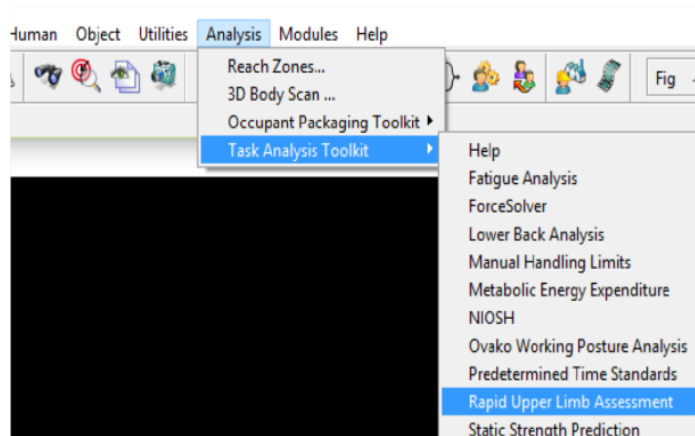 Human Object Utilities Analysis Modules Help
Reach Zones...
3D Body Scan ...
Occupant Packaging Toolkit
Task Analysis Toolkit
Fig
Help
Fatigue Analysis
ForceSolver
Lower Back Analysis
Manual Handling Limits
Metabolic Energy Expenditure
NIOSH
Ovako Working Posture Analysis
Predetermined Time Standards
Rapid Upper Limb Assessment
Static Strength Prediction